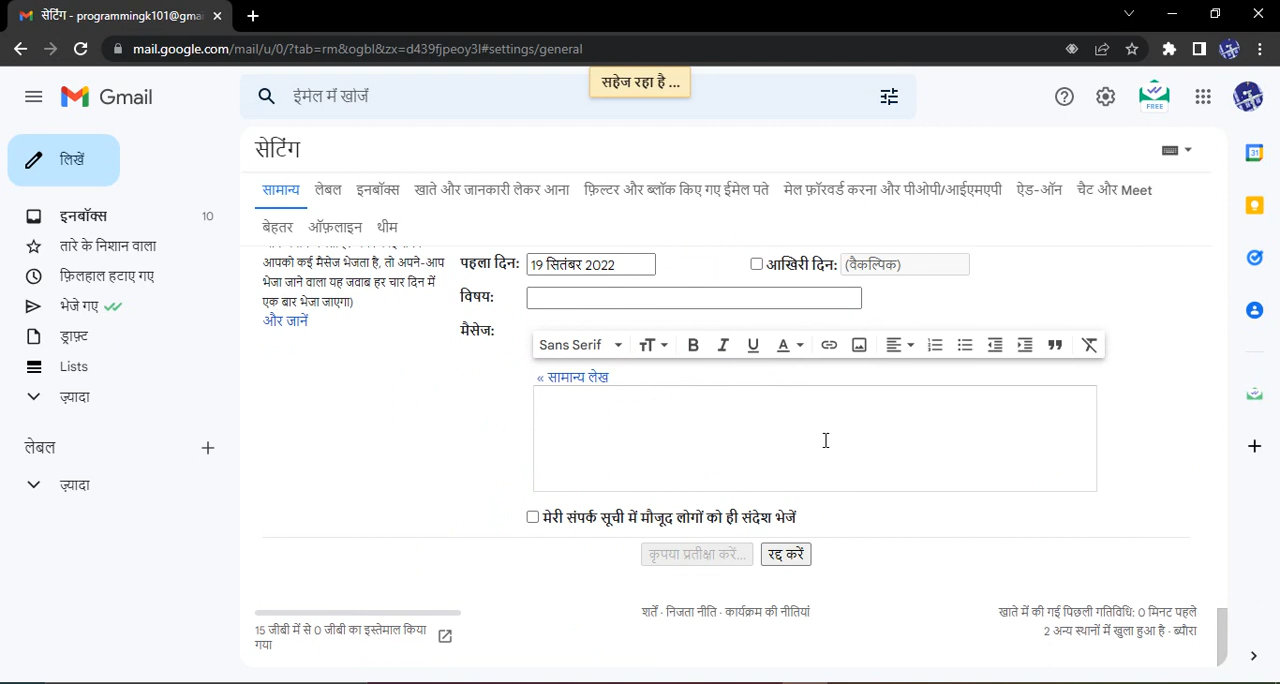 सेटिंग - programmingk101@gma
mail.google.com/mail/u/0/?tab=rm&ogbl&zx=d439fjpeoy3l#settings/general
सहेज रहा है ...
Gmail
ईमेल में खोजें
FREE
लिखें
सेटिंग
सामान्य लेबल इनबॉक्स खाते और जानकारी लेकर आना फ़िल्टर और ब्लॉक किए गए ईमेल पते मेल फ़ॉरवर्ड करना और पीओपी/आईएमएपी ऐड-ऑन चैट और Meet
बेहतर ऑफ़लाइन थीम
इनबॉक्स 10
तारे के निशान वाला
फ़िलहाल हटाए गए
भेजे गए
ड्राफ़्ट
Lists
ज़्यादा
लेबल
ज़्यादा
आपको कई मैसेज भेजता है, तो अपने-आप
भेजा जाने वाला यह जवाब हर चार दिन में
एक बार भेजा जाएगा)
और जानें
पहला दिन: 19 सितंबर 2022 आखिरी दिन: (वैकल्पिक)
विषय:
मैसेज:
Sans Serif
« सामान्य लेख
मेरी संपर्क सूची में मौजूद लोगों को ही संदेश भेजें
कृपया प्रतीक्षा करें... रद्द करें
15 जीबी में से 0 जीबी का इस्तेमाल किया
गया
शर्तें · निजता नीति · कार्यक्रम की नीतियां
खाते में की गई पिछली गतिविधि: 0 मिनट पहले
2 अन्य स्थानों में खुला हुआ है · ब्यौरा
31